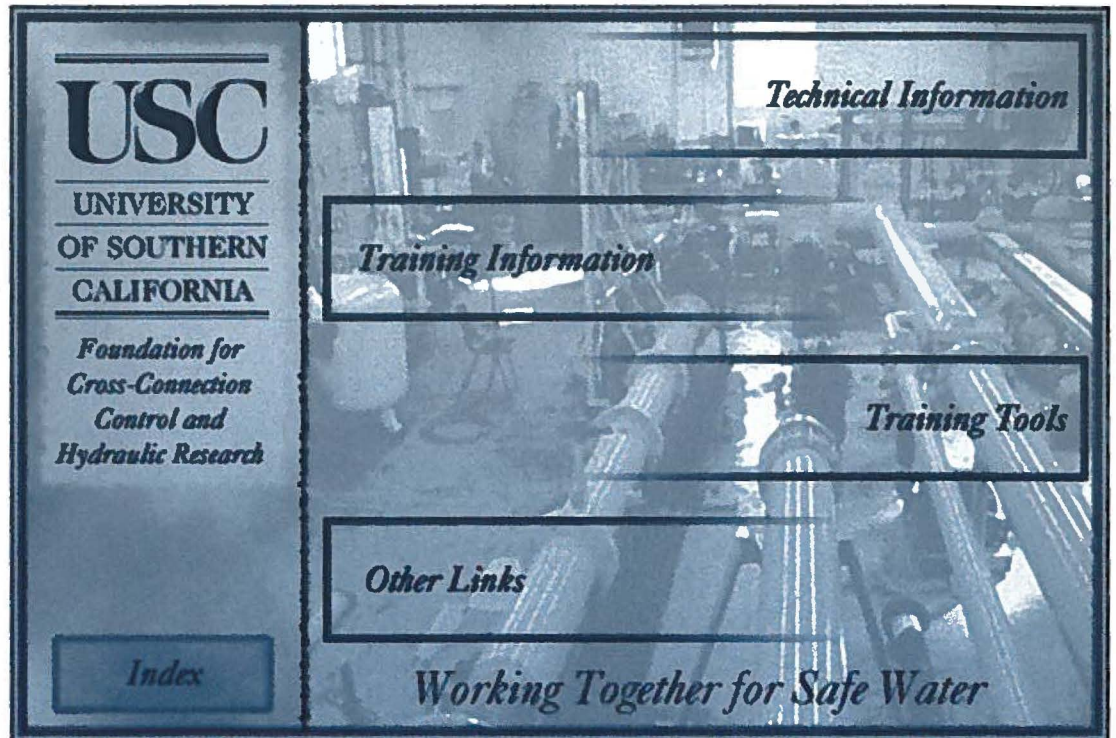 USC
UNIVERSITY
OF SOUTHERN
CALIFORNIA
Foundation for
Cross-Connection
Control and
Hydraulic Research
Index
Technical Information
Training Information
Training Tools
Other Links
Working Together for Safe Water